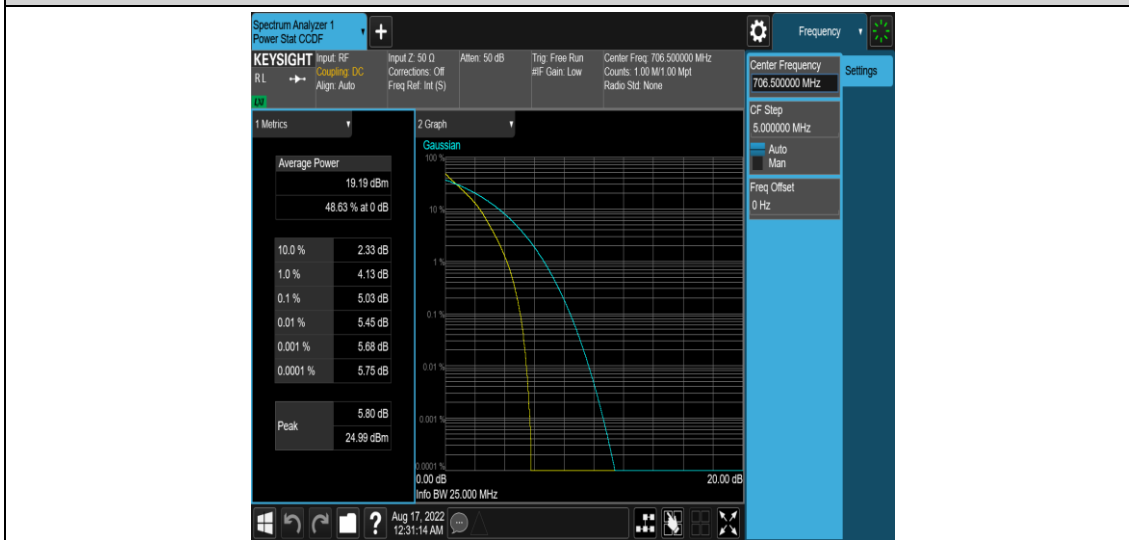 Spectrum Analyzer 1
Power Stat CCDF
+
Frequency
KEYSIGHT
RL
LXI
Input: RF
Coupling: DC
Align: Auto
Input Z: 50 Ω
Corrections: Off
Freq Ref: Int (S)
Atten: 50 dB
Trig: Free Run
#IF Gain: Low
Center Freq: 706.500000 MHz
Counts: 1.00 M/1.00 Mpt
Radio Std: None
Center Frequency
706.500000 MHz
Settings
CF Step
5.000000 MHz
Auto
Man
Freq Offset
0 Hz
1 Metrics
Average Power
19.19 dBm
48.63 % at 0 dB
10.0 % 2.33 dB
1.0 % 4.13 dB
0.1 % 5.03 dB
0.01 % 5.45 dB
0.001 % 5.68 dB
0.0001 % 5.75 dB
Peak 5.80 dB
24.99 dBm
2 Graph
Gaussian
100 %
10 %
1 %
0.1 %
0.01 %
0.001 %
0.0001 %
0.00 dB 20.00 dB
Info BW 25.000 MHz
?
Aug 17, 2022
12:31:14 AM